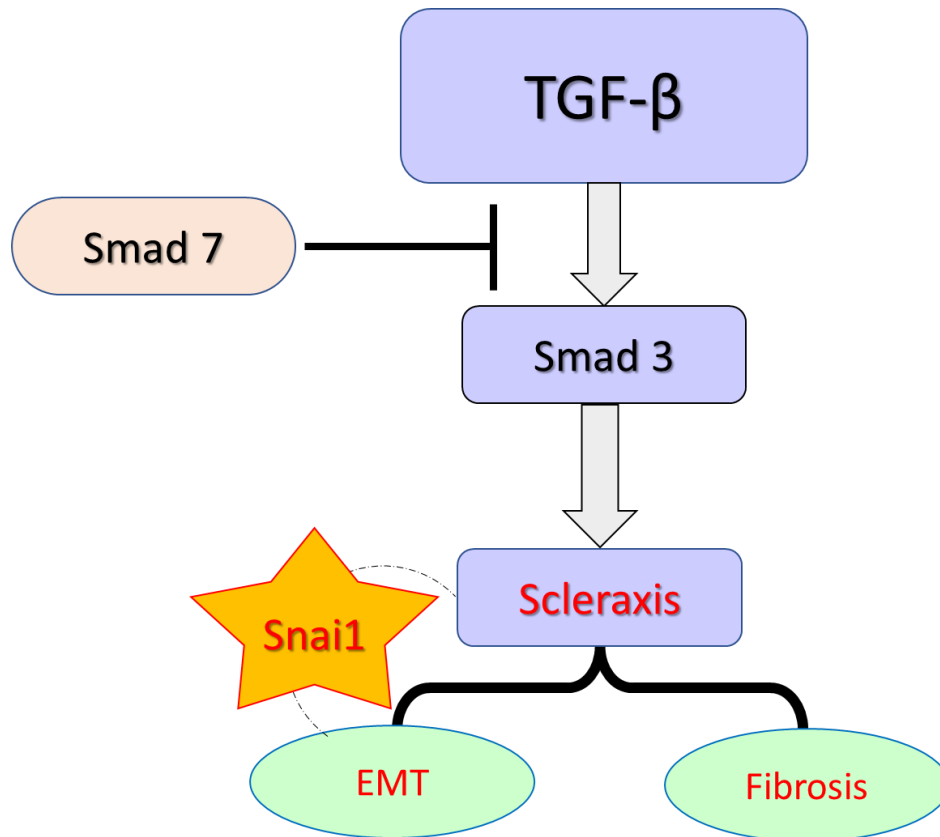 TGF-β
Smad 7
Smad 3
Scleraxis
Snai1
EMT
Fibrosis